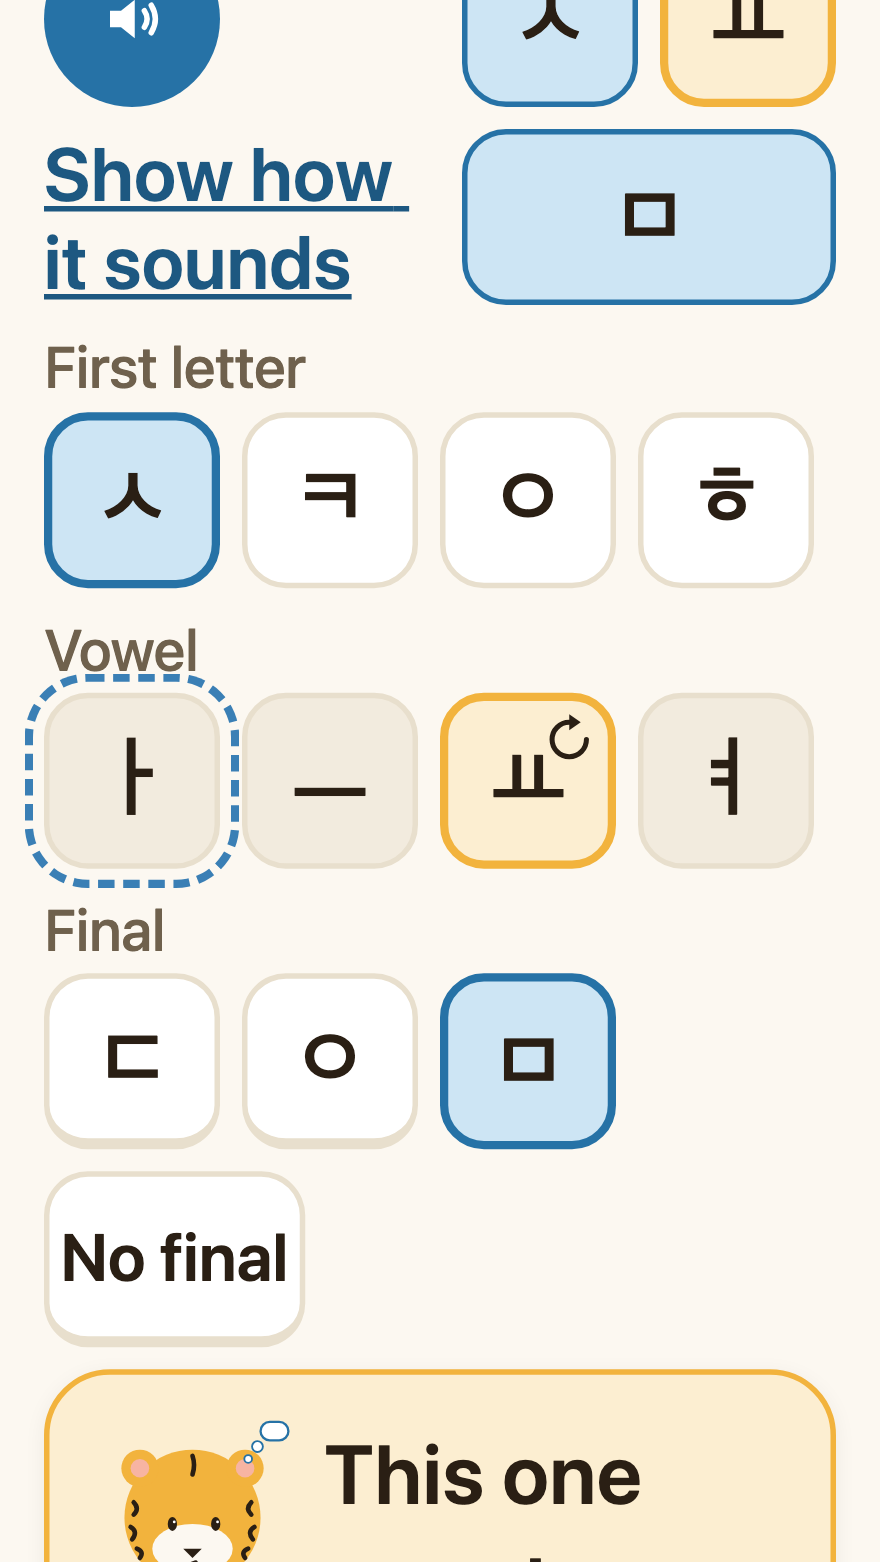 ㅅ ㅛ
Show how
it sounds
ㅁ
First letter
ㅅ ㅋ ㅇ ㅎ
Vowel
ㅏ ㅡ ㅛ ㅕ
Final
ㄷ ㅇ ㅁ
No final
This one